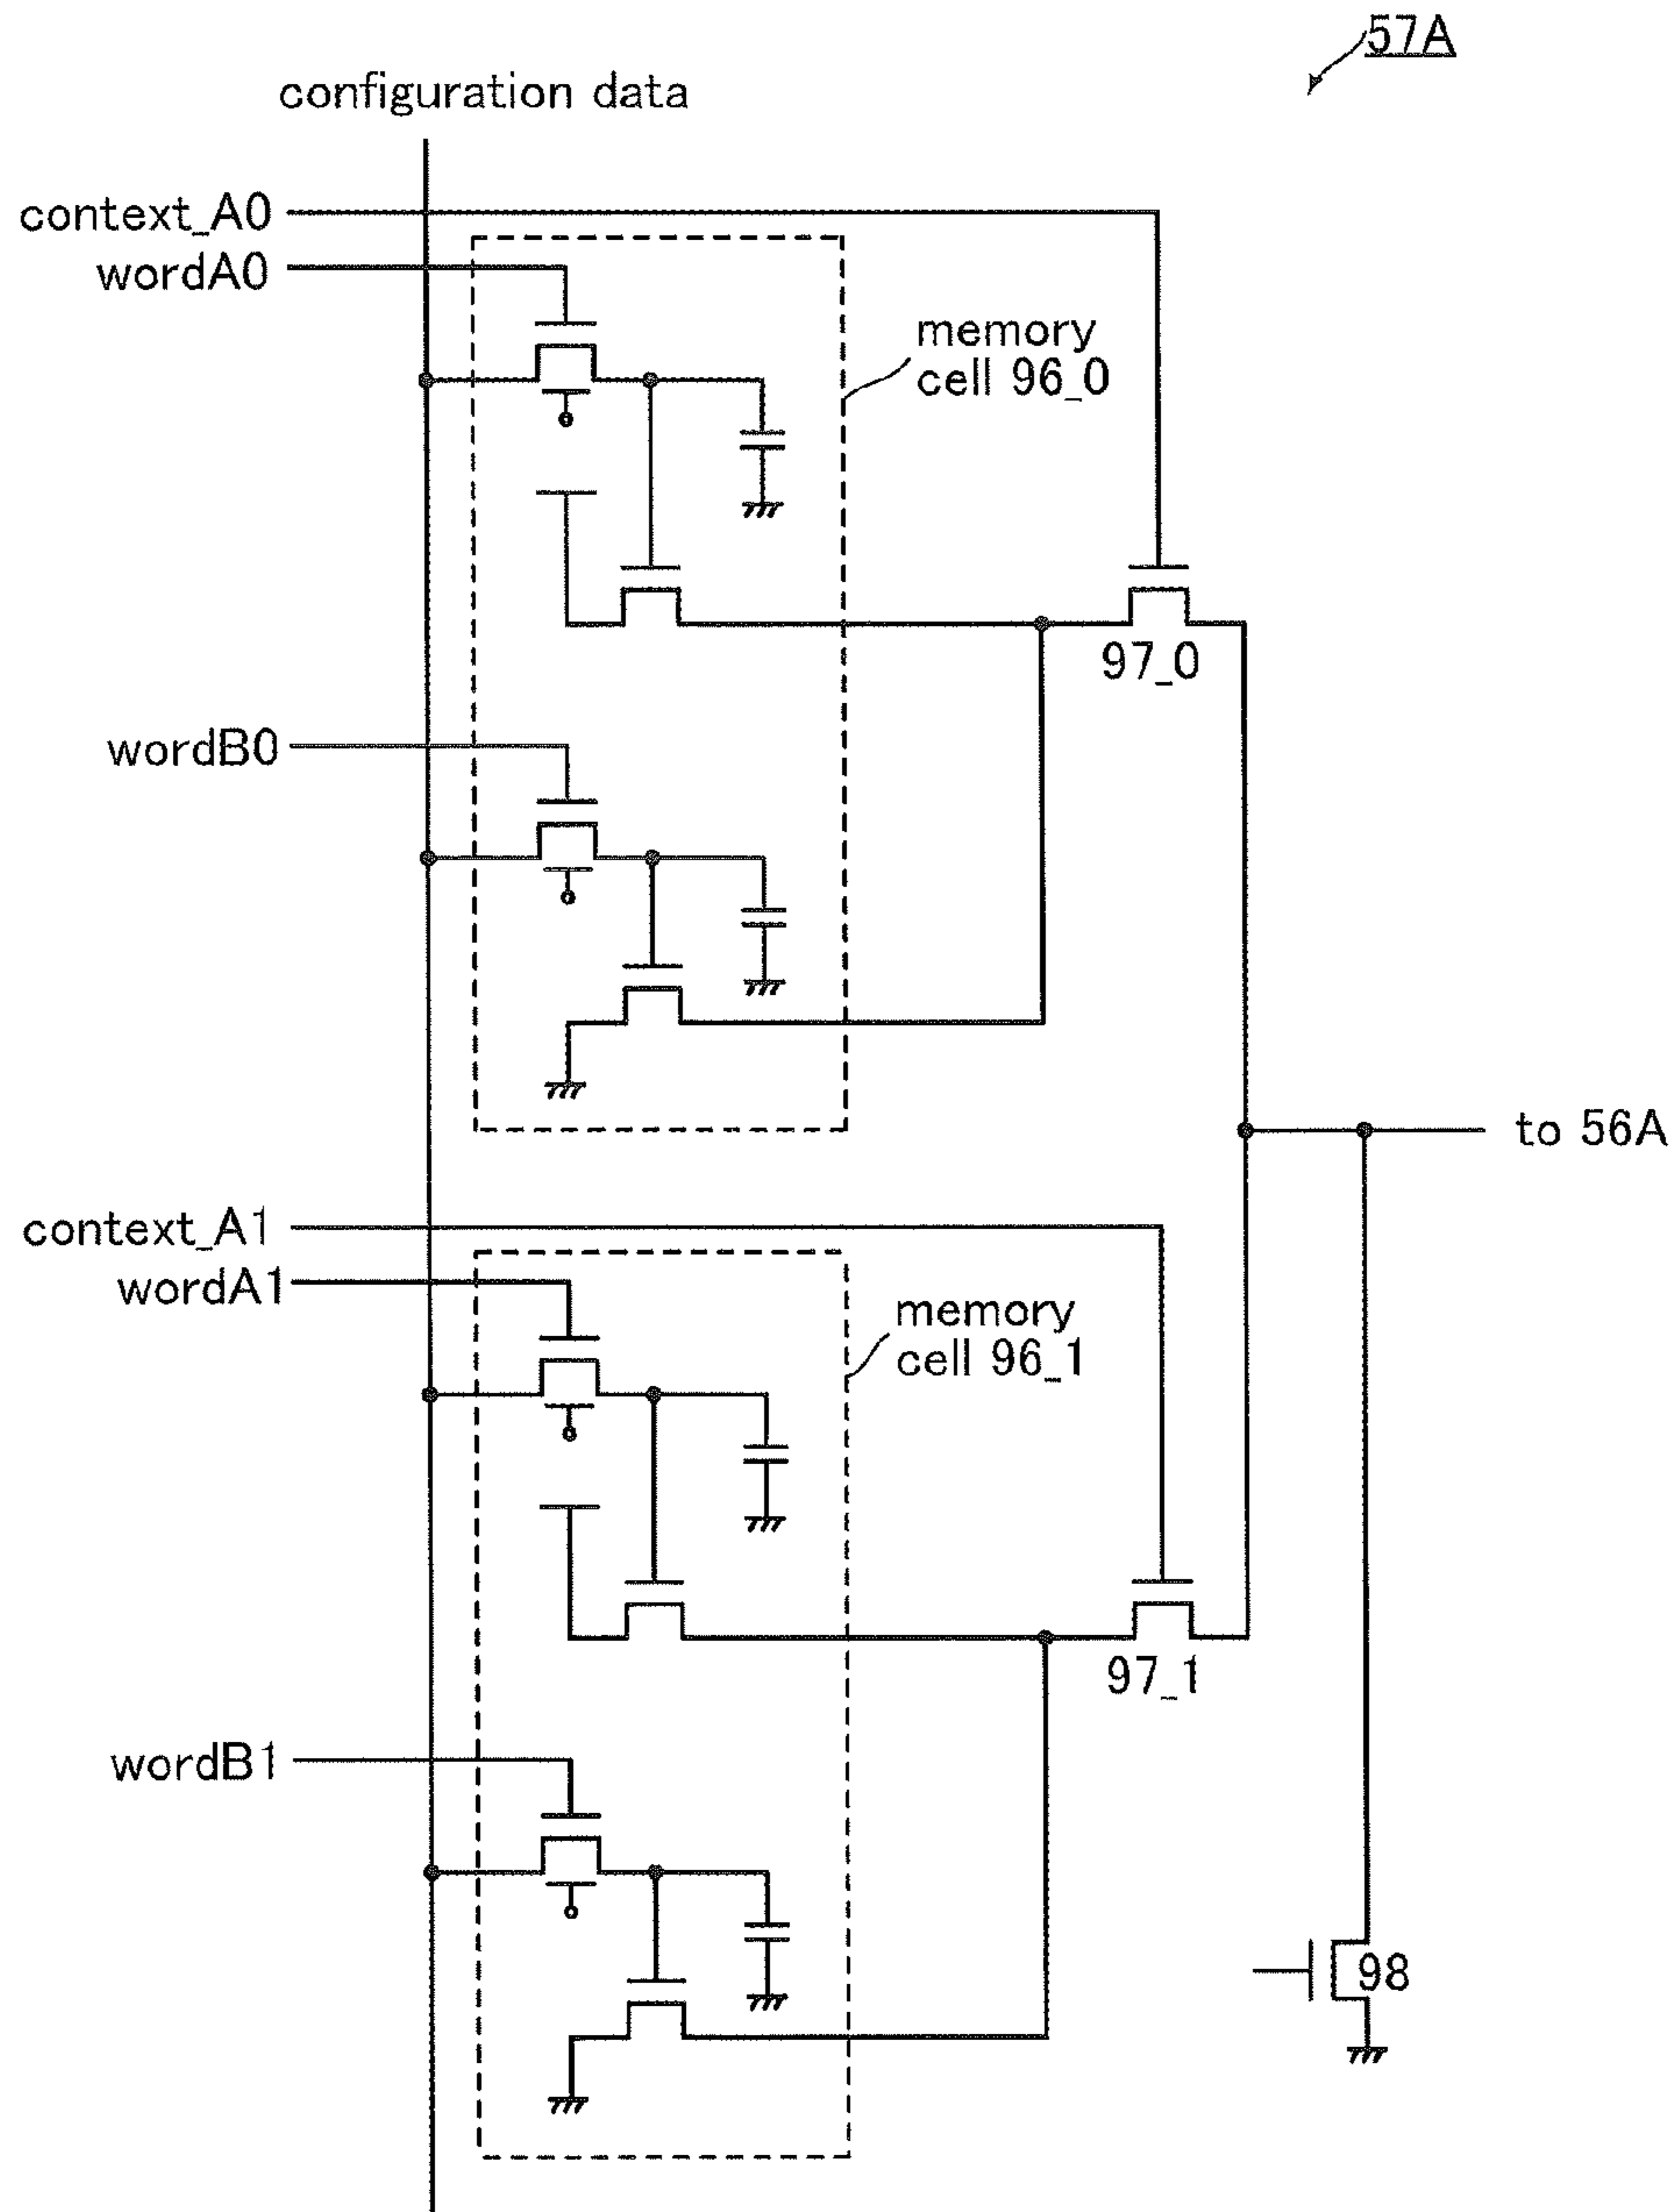 57A
configuration data
context_A0
wordA0
memory
cell 96_0
97_0
wordB0
to 56A
context_A1
wordA1
memory
cell 96_1
97_1
wordB1
98